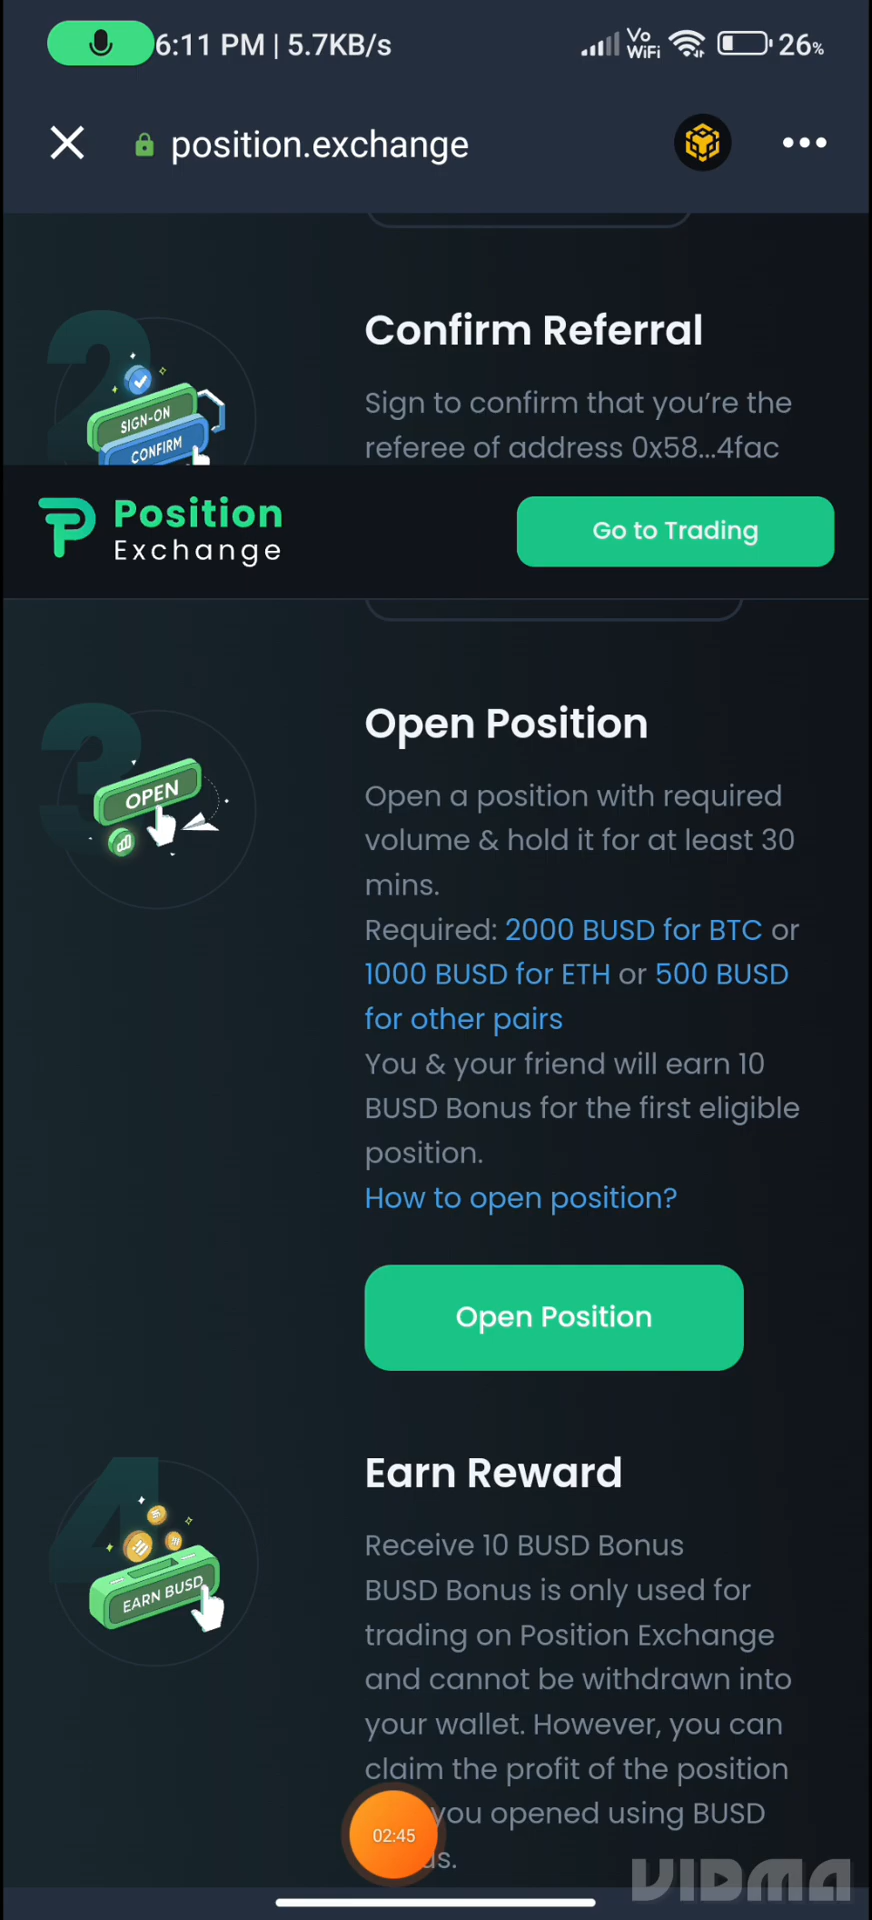 6:11 PM | 5.7KB/s
Vo
WiFi
26%
position.exchange
2
Confirm Referral
Sign to confirm that you’re the
referee of address 0x58...4fac
SIGN-ON
CONFIRM
Position
Exchange
Go to Trading
3
Open Position
OPEN
Open a position with required
volume & hold it for at least 30
mins.
Required: 2000 BUSD for BTC or
1000 BUSD for ETH or 500 BUSD
for other pairs
You & your friend will earn 10
BUSD Bonus for the first eligible
position.
How to open position?
Open Position
4
Earn Reward
EARN BUSD
Receive 10 BUSD Bonus
BUSD Bonus is only used for
trading on Position Exchange
and cannot be withdrawn into
your wallet. However, you can
claim the profit of the position
you opened using BUSD
02:45
VIDMA